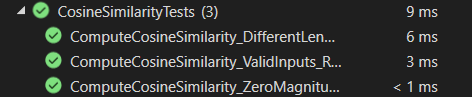 CosineSimilarityTests (3) 9 ms
ComputeCosineSimilarity_DifferentLen... 6 ms
ComputeCosineSimilarity_ValidInputs_R... 3 ms
ComputeCosineSimilarity_ZeroMagnitu... < 1 ms